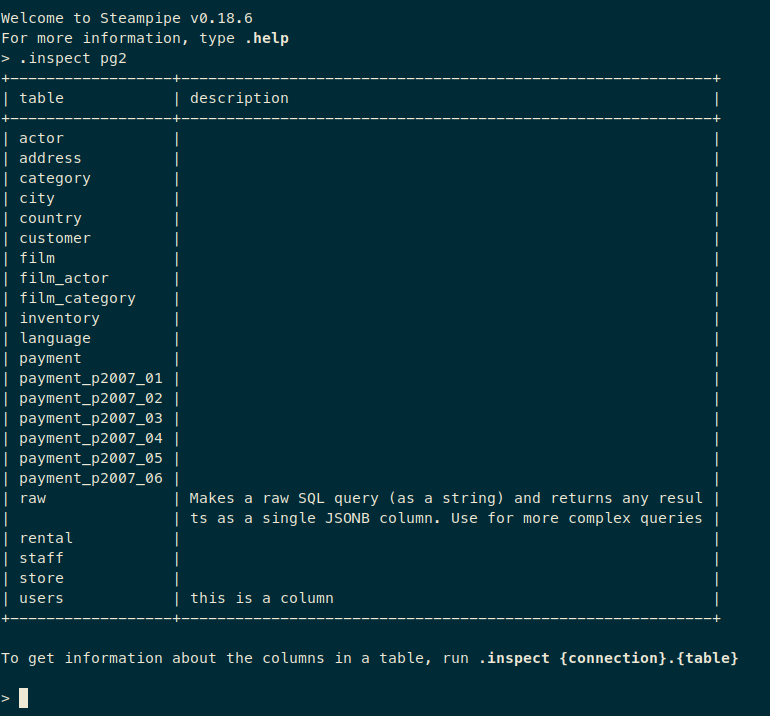 Welcome to Steampipe v0.18.6
For more information, type .help
> .inspect pg2
+------------------+-----------------------------------------------------------+
| table            | description                                               |
+------------------+-----------------------------------------------------------+
| actor            |                                                           |
| address          |                                                           |
| category         |                                                           |
| city             |                                                           |
| country          |                                                           |
| customer         |                                                           |
| film             |                                                           |
| film_actor       |                                                           |
| film_category    |                                                           |
| inventory        |                                                           |
| language         |                                                           |
| payment          |                                                           |
| payment_p2007_01 |                                                           |
| payment_p2007_02 |                                                           |
| payment_p2007_03 |                                                           |
| payment_p2007_04 |                                                           |
| payment_p2007_05 |                                                           |
| payment_p2007_06 |                                                           |
| raw              | Makes a raw SQL query (as a string) and returns any resul |
|                  | ts as a single JSONB column. Use for more complex queries |
| rental           |                                                           |
| staff            |                                                           |
| store            |                                                           |
| users            | this is a column                                          |
+------------------+-----------------------------------------------------------+
To get information about the columns in a table, run .inspect {connection}.{table}
>